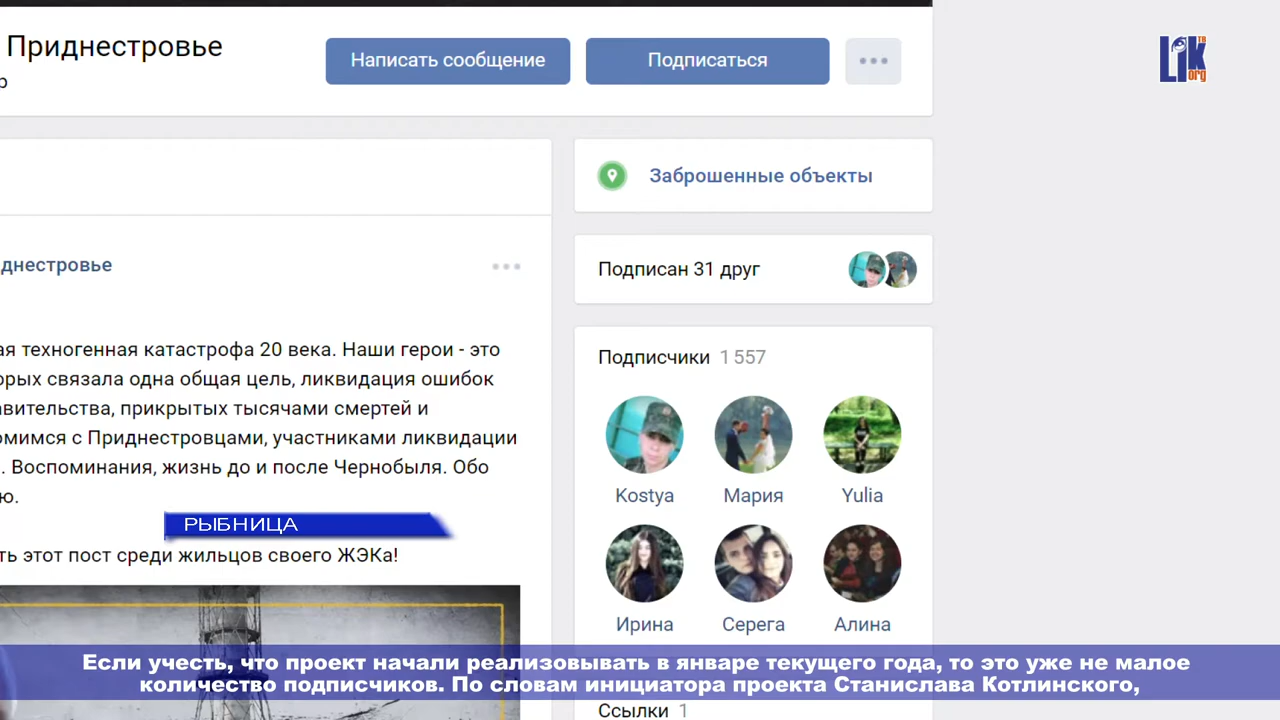 Приднестровье
р
Написать сообщение
Подписаться
LiK
ТВ
org
Заброшенные объекты
днестровье
Подписан 31 друг
ая техногенная катастрофа 20 века. Наши герои - это
орых связала одна общая цель, ликвидация ошибок
авительства, прикрытых тысячами смертей и
омимся с Приднестровцами, участниками ликвидации
. Воспоминания, жизнь до и после Чернобыля. Обо
ю.
ть этот пост среди жильцов своего ЖЭКа!
Подписчики 1 557
Kostya
Мария
Yulia
Ирина
Серега
Алина
РЫБНИЦА
Если учесть, что проект начали реализовывать в январе текущего года, то это уже не малое
количество подписчиков. По словам инициатора проекта Станислава Котлинского,
Ссылки 1